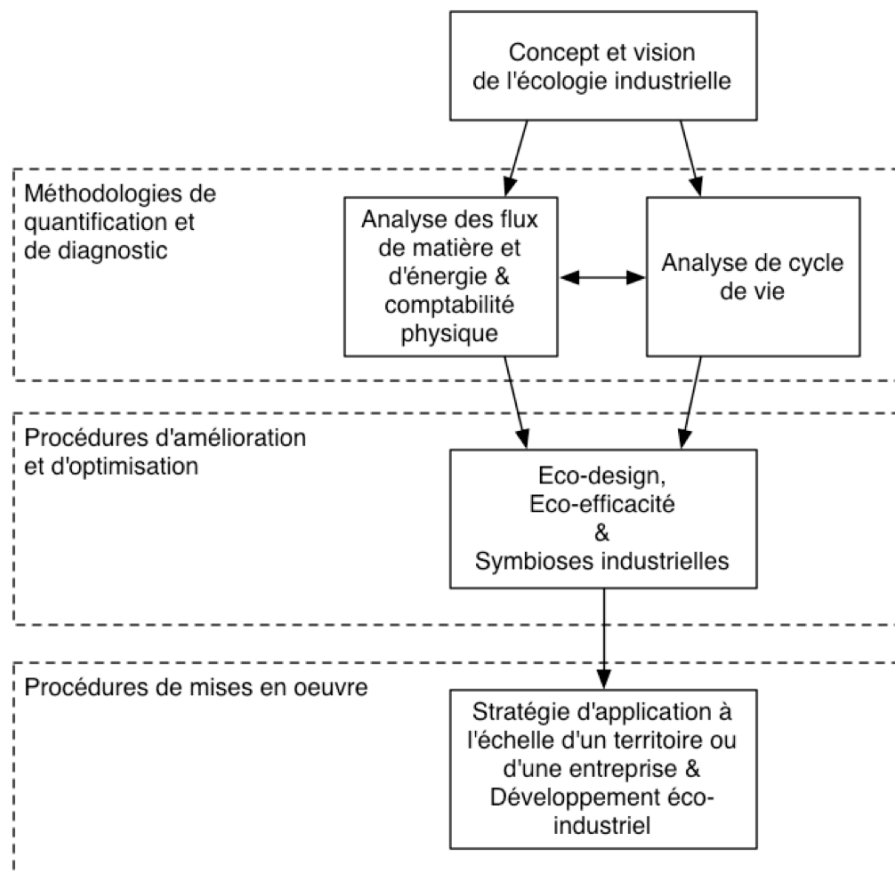 Concept et vision
de l'écologie industrielle
Méthodologies de
quantification et
de diagnostic
Analyse des flux
de matière et
d'énergie &
comptabilité
physique
Analyse de cycle
de vie
Procédures d'amélioration
et d'optimisation
Eco-design,
Eco-efficacité
&
Symbioses industrielles
Procédures de mises en oeuvre
Stratégie d'application à
l'échelle d'un territoire ou
d'une entreprise &
Développement éco-
industriel